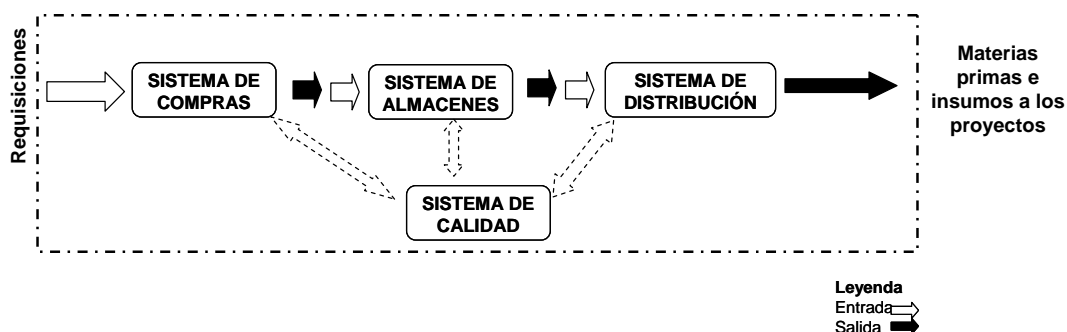 Requisiciones
SISTEMA DE
COMPRAS
SISTEMA DE
ALMACENES
SISTEMA DE
DISTRIBUCIÓN
Materias
primas e
insumos a los
proyectos
SISTEMA DE
CALIDAD
Leyenda
Entrada
Salida